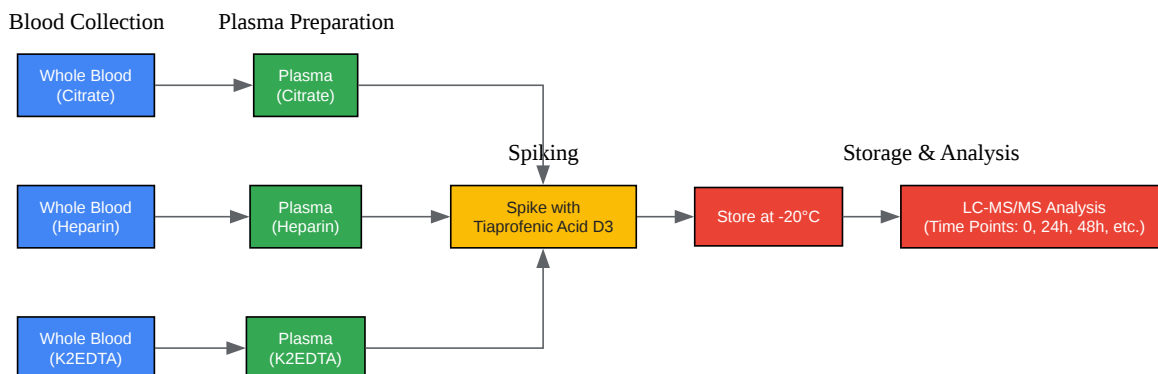 Blood Collection
Plasma Preparation
Whole Blood
(Citrate)
Plasma
(Citrate)
Spiking
Storage & Analysis
Whole Blood
(Heparin)
Plasma
(Heparin)
Spike with
Tiaprofenic Acid D3
Store at -20°C
LC-MS/MS Analysis
(Time Points: 0, 24h, 48h, etc.)
Whole Blood
(K2EDTA)
Plasma
(K2EDTA)